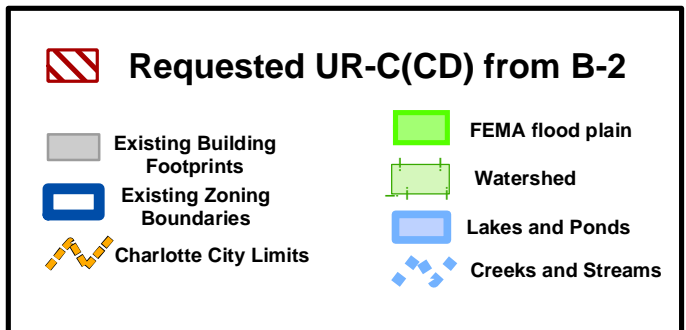 Requested UR-C(CD) from B-2
Existing Building
Footprints
Existing Zoning
Boundaries
Charlotte City Limits
FEMA flood plain
Watershed
Lakes and Ponds
Creeks and Streams